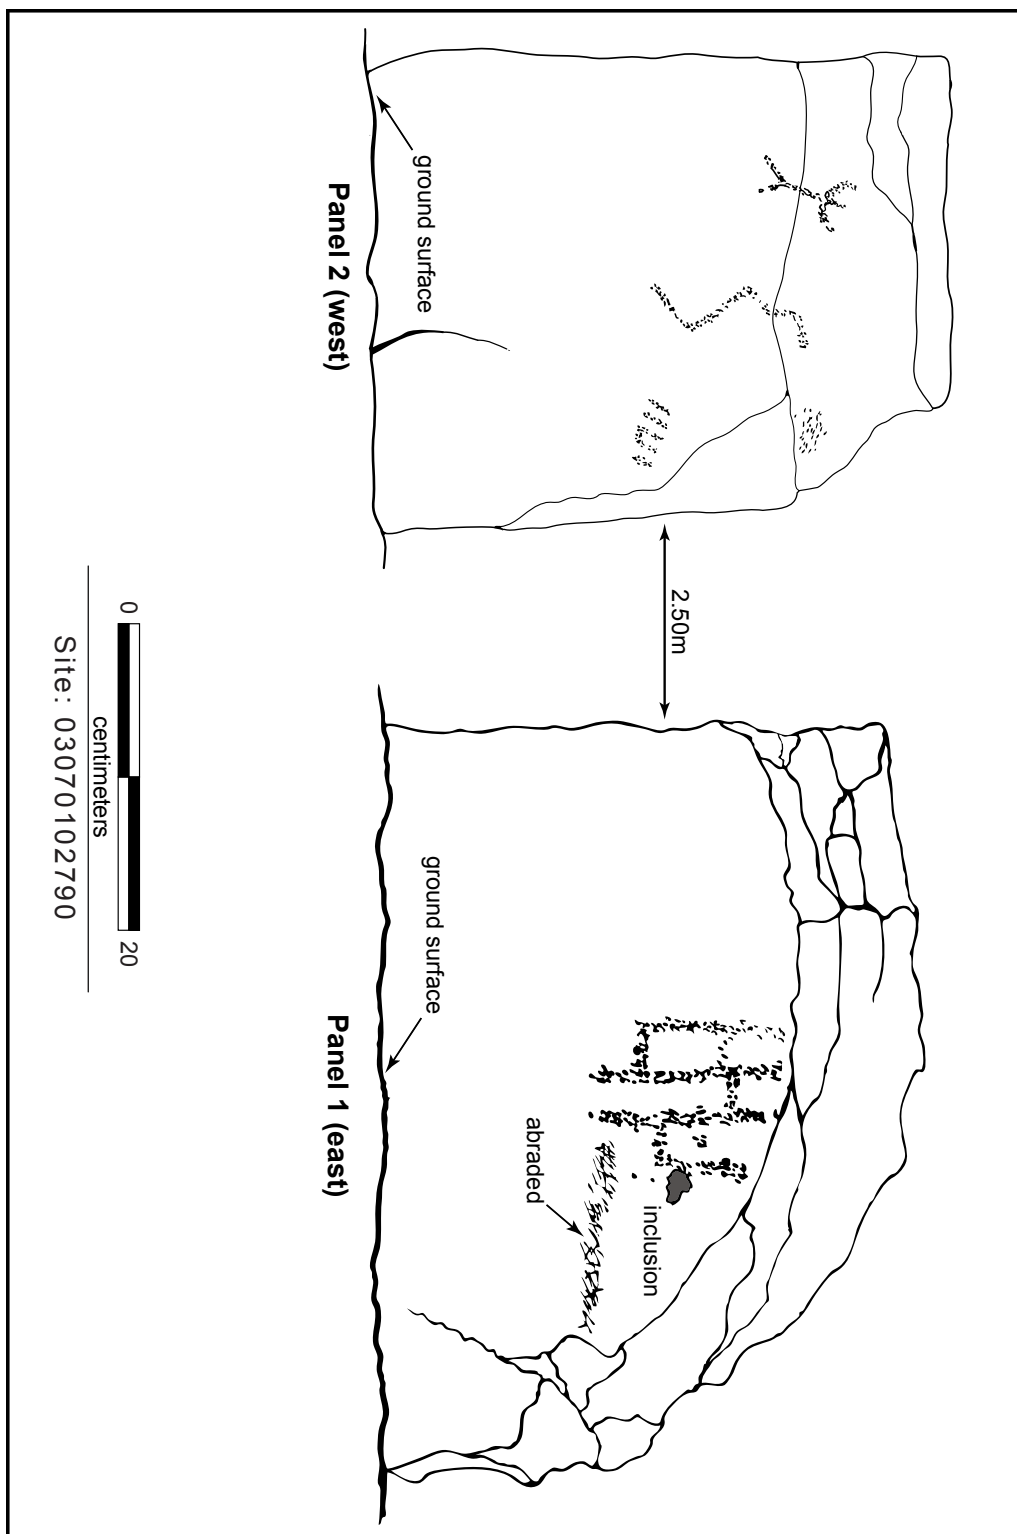 ground surface
Panel 2 (west)
2.50m
inclusion
abraded
ground surface
Panel 1 (east)
0
20
centimeters
Site: 03070102790